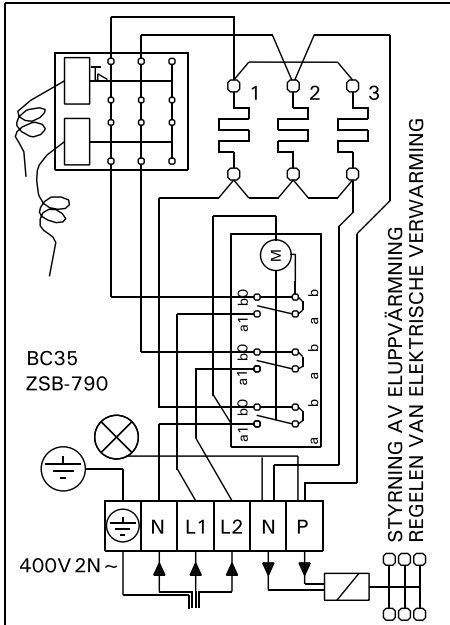 1 2 3
M
b0 b
a1 a
b0 b
a1 a
b0 b
a1 a
BC35
ZSB-790
N L1 L2 N P
400V 2N~
STYRNING AV ELUPPVÄRMNING
REGELEN VAN ELEKTRISCHE VERWARMING